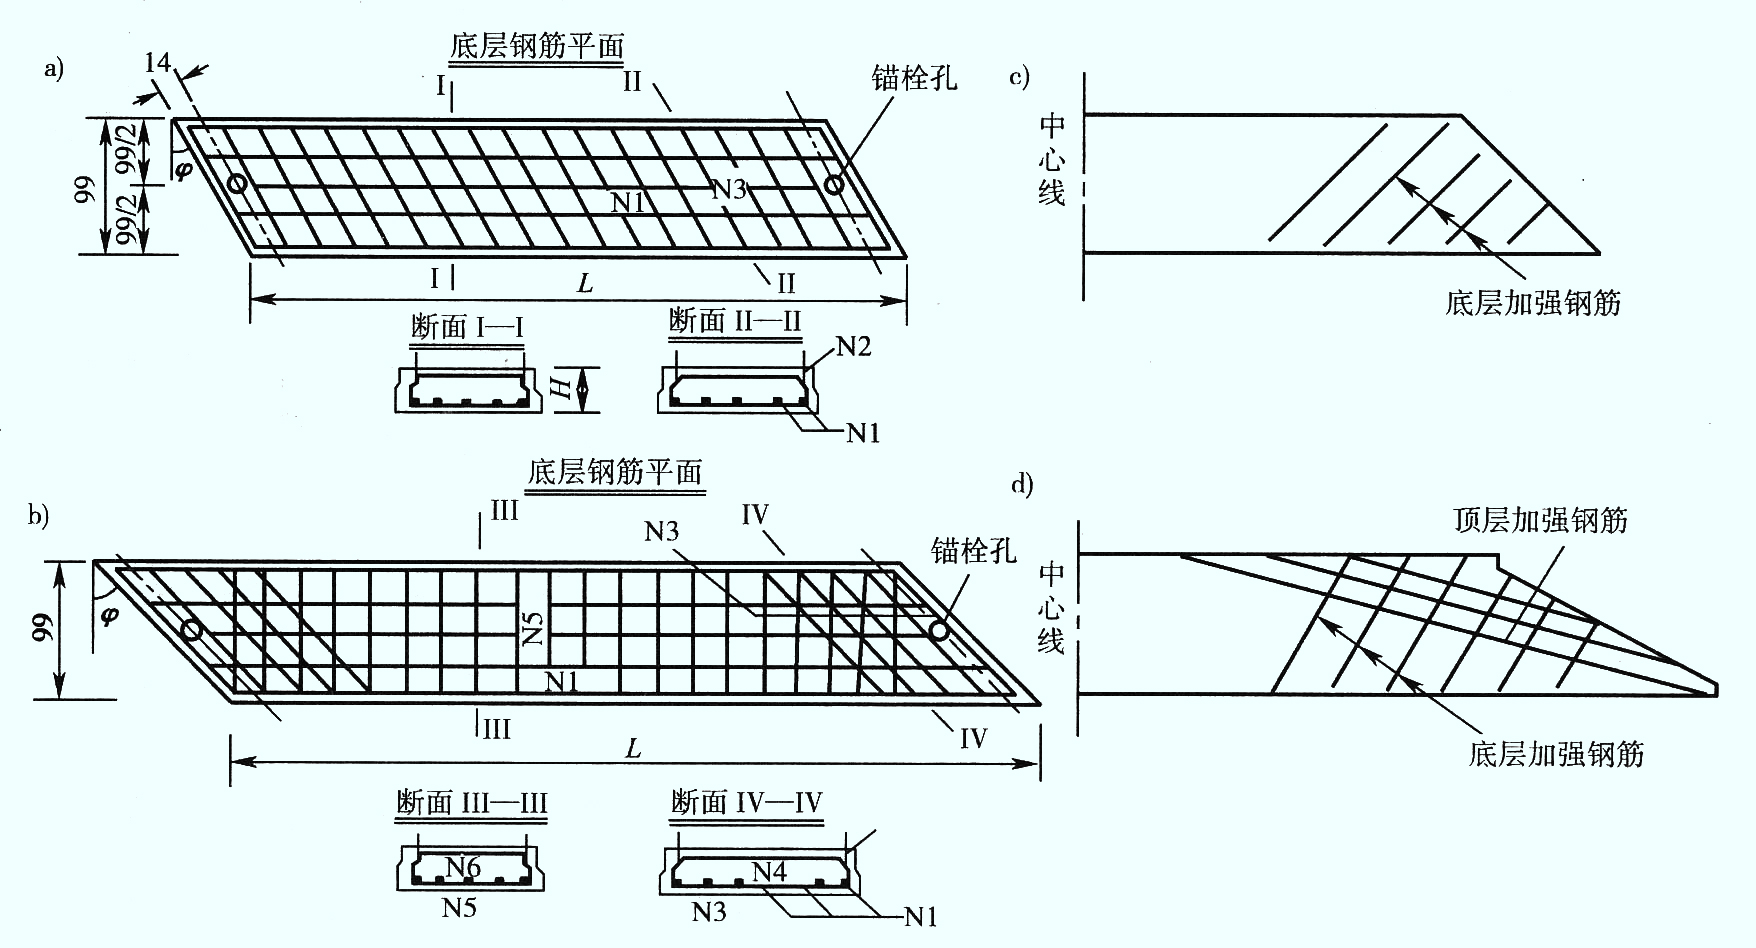 a)
底层钢筋平面
14
I
II
锚栓孔
99
99/2
99/2
φ
N1
N3
I
II
L
断面 I—I
断面 II—II
H
N2
N1
c)
中心线
底层加强钢筋
b)
底层钢筋平面
III
N3
IV
锚栓孔
99
φ
N5
N1
III
IV
L
断面 III—III
断面 IV—IV
N6
N5
N4
N3
N1
d)
中心线
顶层加强钢筋
底层加强钢筋